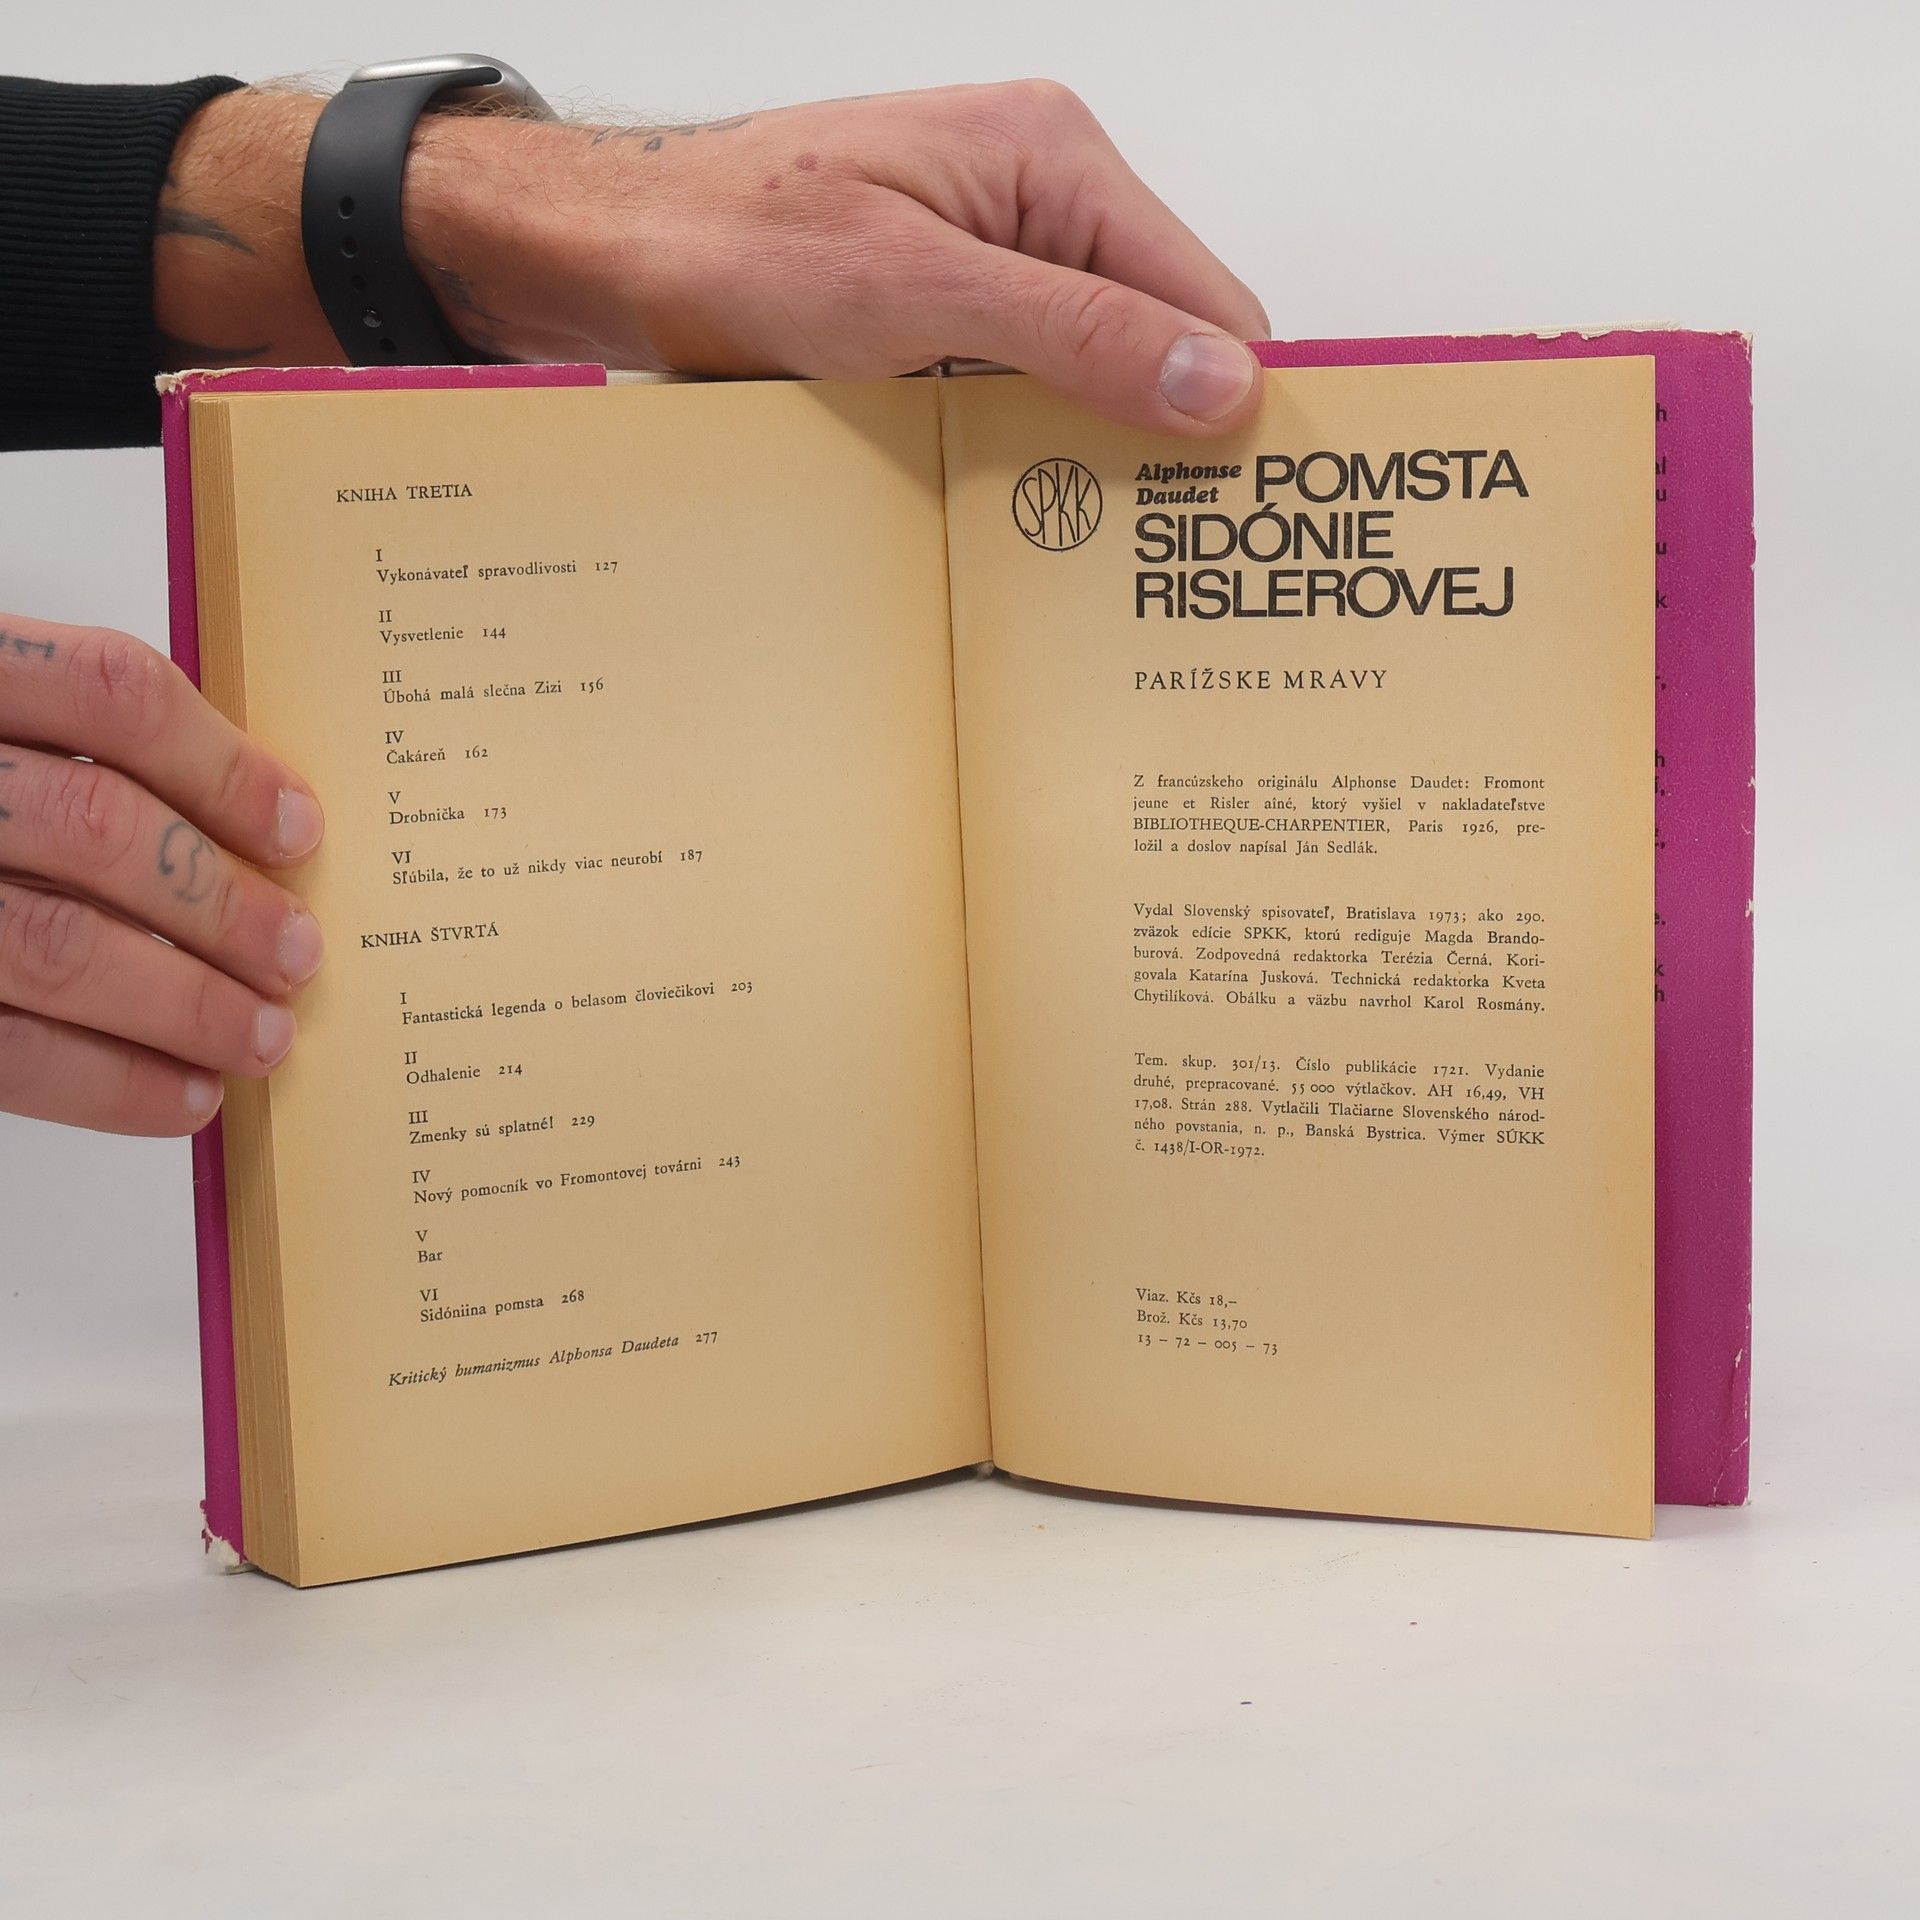 KNIHA TRETIA
I
Vykonávateľ spravodlivosti 127
II
Vysvetlenie 144
III
Úbohá malá slečna Zizi 156
IV
Čakáreň 162
V
Drobnička 173
VI
Sľúbila, že to už nikdy viac neurobí 187
KNIHA ŠTVRTÁ
I
Fantastická legenda o belasom človiečikovi 203
II
Odhalenie 214
III
Zmenky sú splatné! 229
IV
Nový pomocník vo Fromontovej továrni 243
V
Bar
VI
Sidóniina pomsta 268
Kritický humanizmus Alphonsa Daudeta 277
SPKK
Alphonse
Daudet
POMSTA
SIDÓNIE
RISLEROVEJ
PARÍŽSKE MRAVY
Z francúzskeho originálu Alphonse Daudet: Fromont
jeune et Risler aîné, ktorý vyšiel v nakladateľstve
BIBLIOTHEQUE-CHARPENTIER, Paris 1926, pre-
ložil a doslov napísal Ján Sedlák.
Vydal Slovenský spisovateľ, Bratislava 1973; ako 290.
zväzok edície SPKK, ktorú rediguje Magda Brando-
burová. Zodpovedná redaktorka Terézia Černá. Kori-
govala Katarína Jusková. Technická redaktorka Kveta
Chytilíková. Obálku a väzbu navrhol Karol Rosmány.
Tem. skup. 301/13. Číslo publikácie 1721. Vydanie
druhé, prepracované. 55 000 výtlačkov. AH 16,49, VH
17,08. Strán 288. Vytlačili Tlačiarne Slovenského národ-
ného povstania, n. p., Banská Bystrica. Výmer SÚKK
č. 1438/I-OR-1972.
Viaz. Kčs 18,–
Brož. Kčs 13,70
13 – 72 – 005 – 73